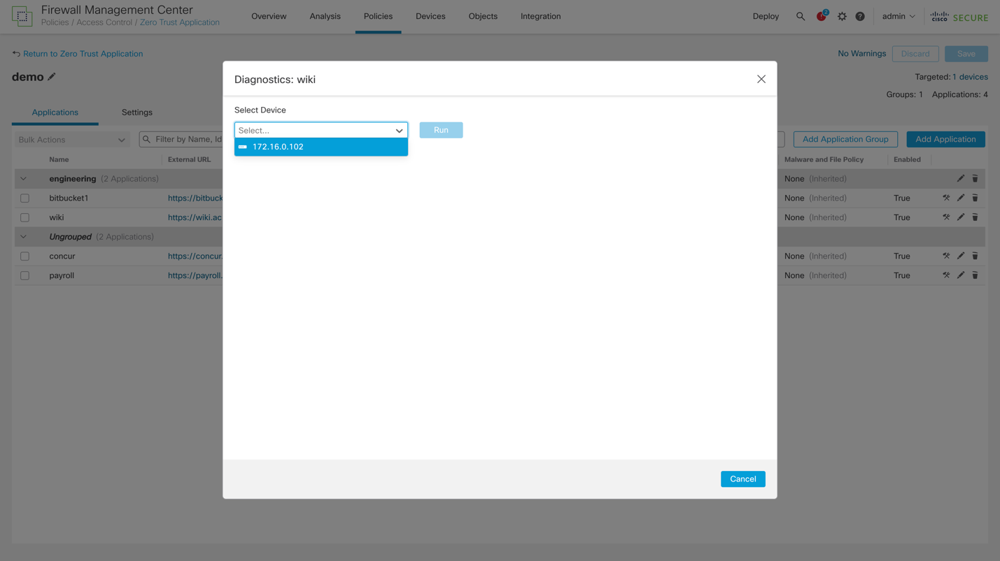 Firewall Management Center
Policies / Access Control / Zero Trust Application
Overview
Analysis
Policies
Devices
Objects
Integration
Deploy
2
admin
cisco SECURE
Return to Zero Trust Application
No Warnings
Discard
Save
demo
Targeted: 1 devices
Groups: 1 Applications: 4
Applications
Settings
Bulk Actions
Filter by Name, Id
Add Application Group
Add Application
Name
External URL
Malware and File Policy
Enabled
engineering (2 Applications)
None (Inherited)
bitbucket1
https://bitbuck
None (Inherited)
True
wiki
https://wiki.ac
None (Inherited)
True
Ungrouped (2 Applications)
concur
https://concur.
None (Inherited)
True
payroll
https://payroll.
None (Inherited)
True
Diagnostics: wiki
Select Device
Select...
Run
172.16.0.102
Cancel